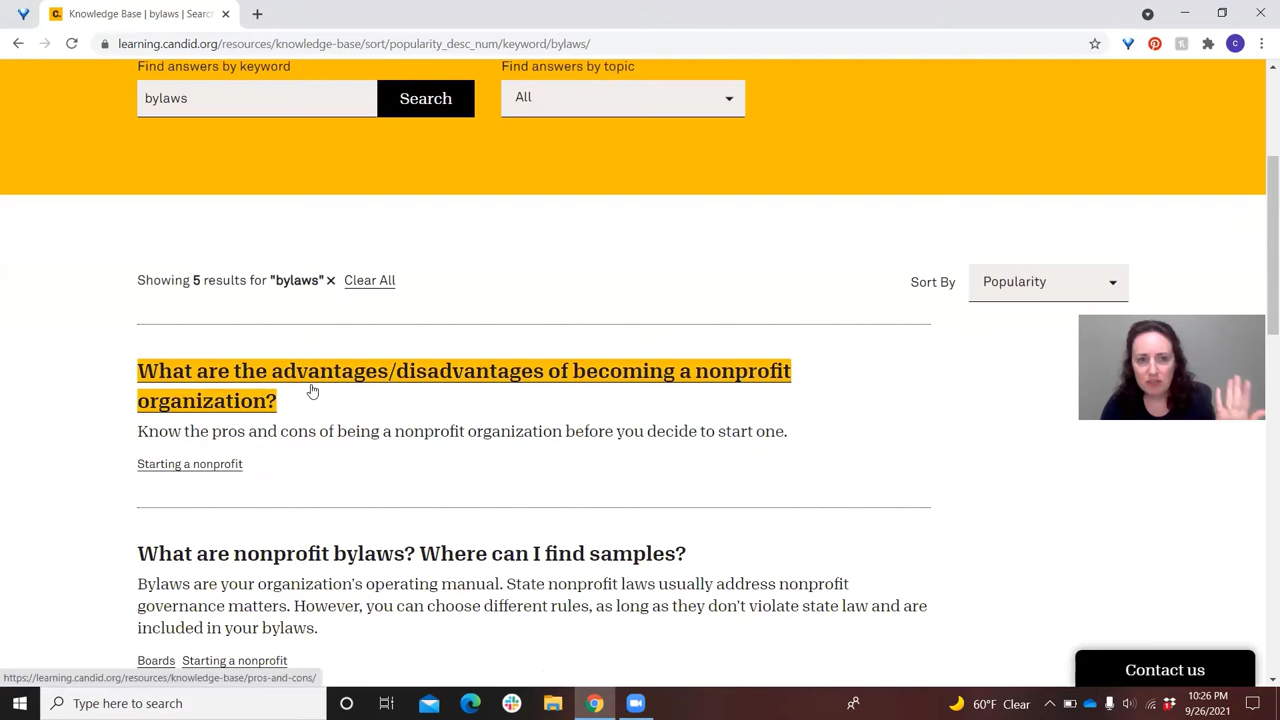 Knowledge Base | bylaws | Searc
learning.candid.org/resources/knowledge-base/sort/popularity_desc_num/keyword/bylaws/
Find answers by keyword
Find answers by topic
bylaws
Search
All
Showing 5 results for "bylaws" × Clear All
Sort By
Popularity
What are the advantages/disadvantages of becoming a nonprofit
organization?
Know the pros and cons of being a nonprofit organization before you decide to start one.
Starting a nonprofit
What are nonprofit bylaws? Where can I find samples?
Bylaws are your organization's operating manual. State nonprofit laws usually address nonprofit
governance matters. However, you can choose different rules, as long as they don't violate state law and are
included in your bylaws.
Boards Starting a nonprofit
https://learning.candid.org/resources/knowledge-base/pros-and-cons/
Contact us
Type here to search
60°F Clear
10:26 PM
9/26/2021